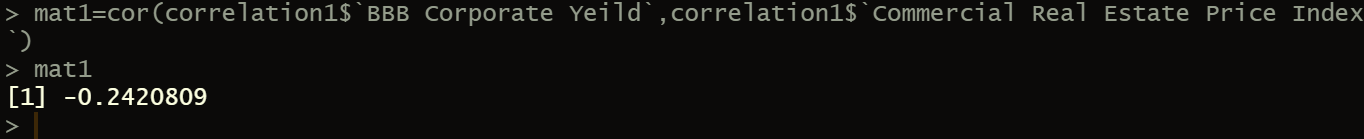 > mat1=cor(correlation1$`BBB Corporate Yeild`,correlation1$`Commercial Real Estate Price Index
`)
> mat1
[1] -0.2420809
>